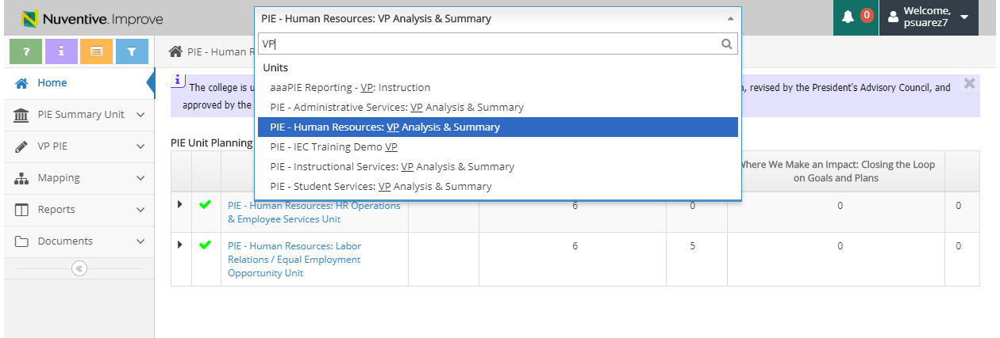 Nuventive. Improve
PIE - Human Resources: VP Analysis & Summary
0
Welcome,
psuarez7
VP
?
i
PIE - Human R
Units
aaaPIE Reporting - VP: Instruction
PIE - Administrative Services: VP Analysis & Summary
PIE - Human Resources: VP Analysis & Summary
PIE - IEC Training Demo VP
PIE - Instructional Services: VP Analysis & Summary
PIE - Student Services: VP Analysis & Summary
Home
PIE Summary Unit
VP PIE
Mapping
Reports
Documents
i
The college is u
, revised by the President's Advisory Council, and
approved by the
PIE Unit Planning
Where We Make an Impact: Closing the Loop
on Goals and Plans
PIE - Human Resources: HR Operations
& Employee Services Unit
6 0 0 0
PIE - Human Resources: Labor
Relations / Equal Employment
Opportunity Unit
6 5 0 0